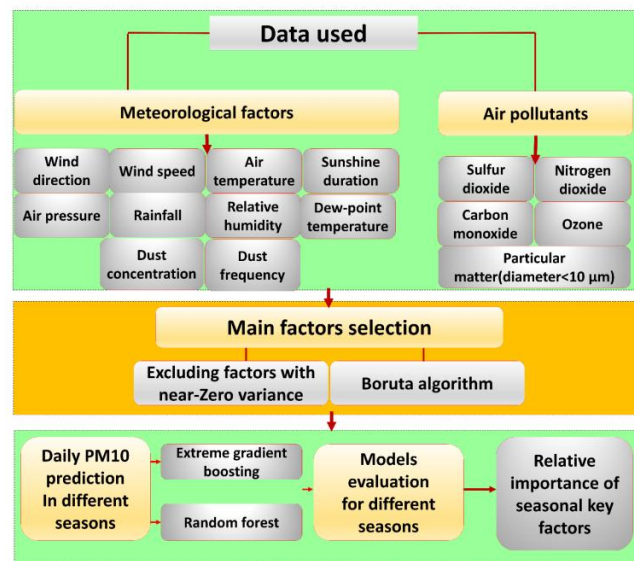 Data used
Meteorological factors
Air pollutants
Wind
direction
Wind speed
Air
temperature
Sunshine
duration
Air pressure
Rainfall
Relative
humidity
Dew-point
temperature
Dust
concentration
Dust
frequency
Sulfur
dioxide
Nitrogen
dioxide
Carbon
monoxide
Ozone
Particular
matter(diameter<10 μm)
Main factors selection
Excluding factors with
near-Zero variance
Boruta algorithm
Daily PM10
prediction
In different
seasons
Extreme gradient
boosting
Random forest
Models
evaluation
for different
seasons
Relative
importance of
seasonal key
factors